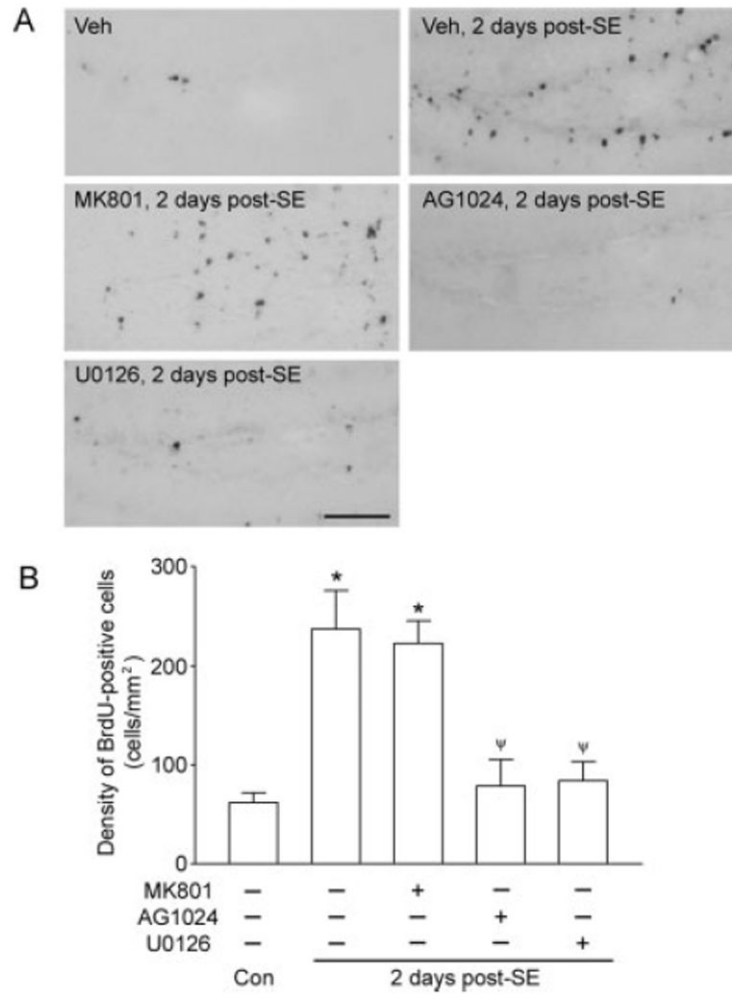 A
Veh
Veh, 2 days post-SE
MK801, 2 days post-SE
AG1024, 2 days post-SE
U0126, 2 days post-SE
B
Density of BrdU-positive cells
(cells/mm²)
300
200
100
0
* * ψ ψ
MK801 – – + – –
AG1024 – – – + –
U0126 – – – – +
Con 2 days post-SE